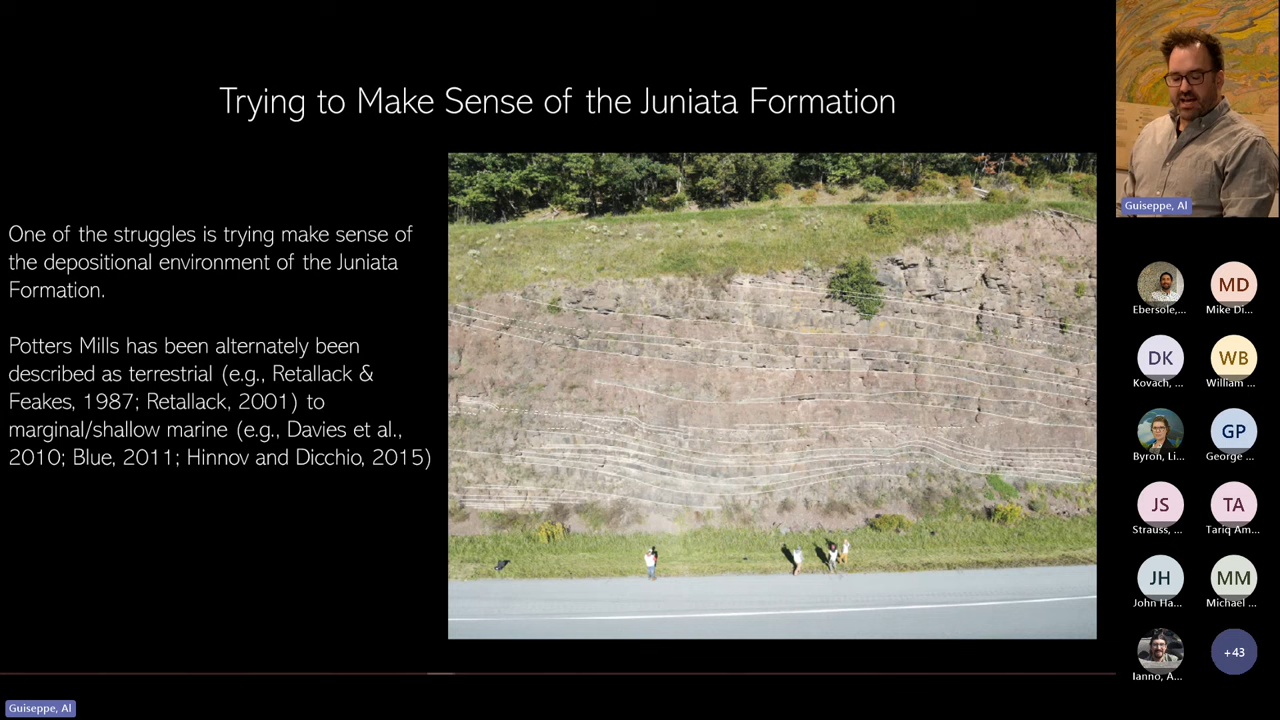 Trying to Make Sense of the Juniata Formation
One of the struggles is trying make sense of
the depositional environment of the Juniata
Formation.
Potters Mills has been alternately been
described as terrestrial (e.g., Retallack &
Feakes, 1987; Retallack, 2001) to
marginal/shallow marine (e.g., Davies et al.,
2010; Blue, 2011; Hinnov and Dicchio, 2015)
Guiseppe, Al
Ebersole,...
MD
Mike Di...
DK
Kovach, ...
WB
William ...
Byron, Li...
GP
George ...
JS
Strauss, ...
TA
Tariq Am...
JH
John Ha...
MM
Michael ...
Ianno, A...
+43
Guiseppe, Al